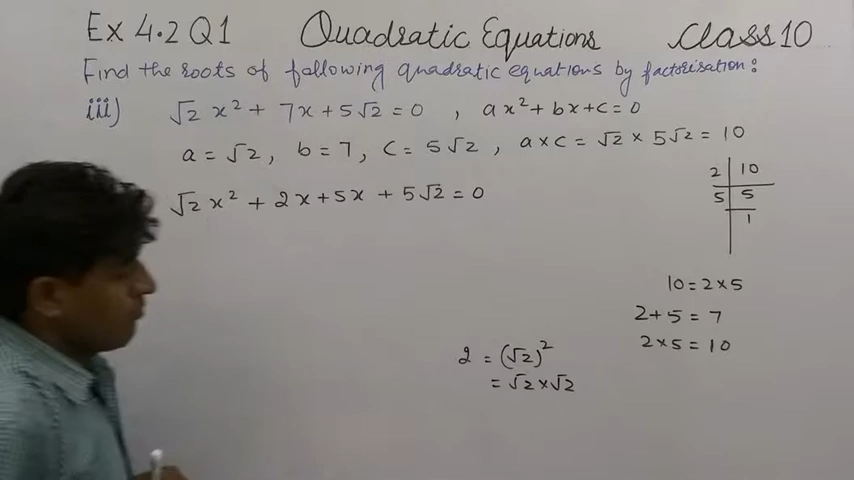 Ex 4.2 Q1 Quadratic Equations Class 10
Find the roots of following quadratic equations by factorisation:
iii) √2 x² + 7x + 5√2 = 0 , ax² + bx + c = 0
a = √2, b = 7, c = 5√2, a×c = √2 × 5√2 = 10
2 | 10
√2 x² + 2x + 5x + 5√2 = 0
5 | 5
1
10 = 2×5
2+5 = 7
2×5 = 10
2 = (√2)²
= √2×√2